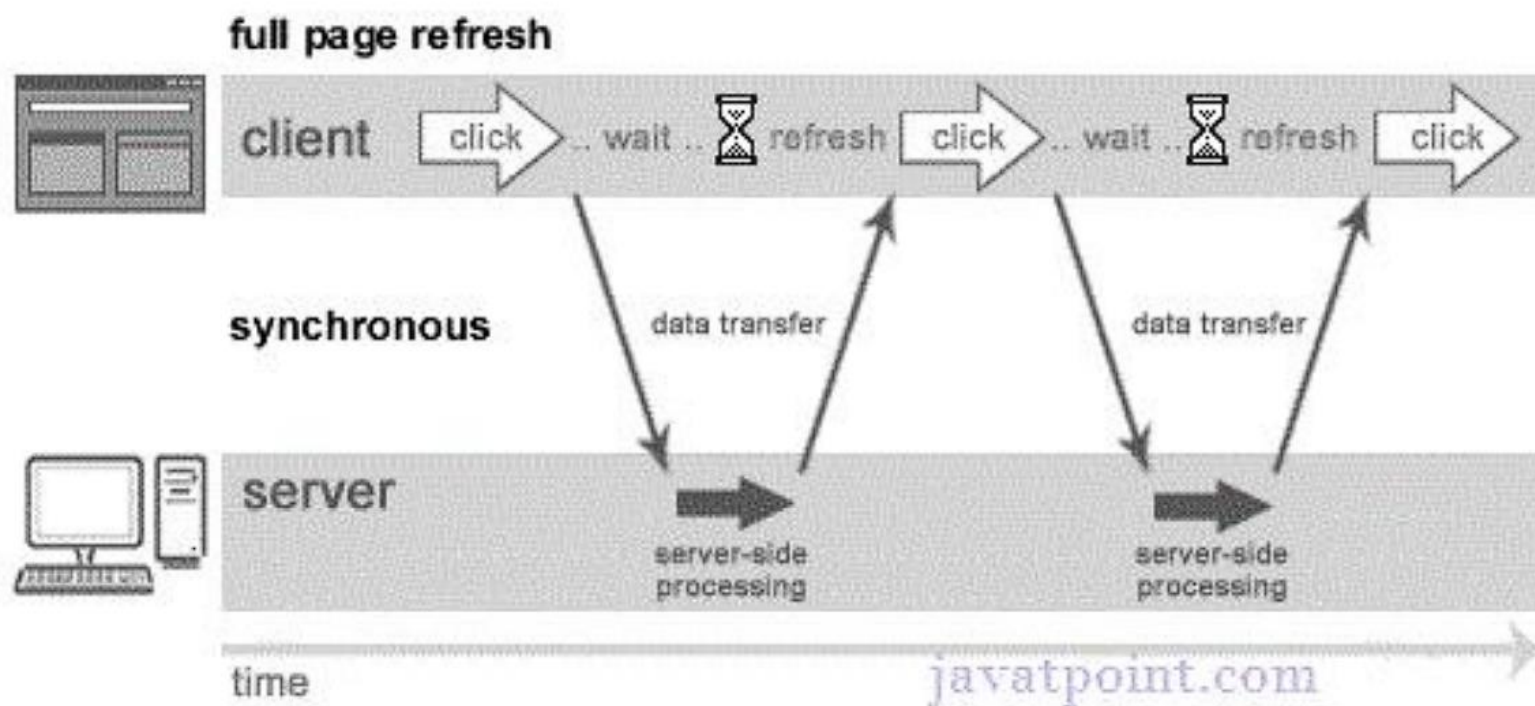 full page refresh
client click .. wait .. refresh click .. wait .. refresh click
synchronous data transfer data transfer
server
server-side server-side
processing processing
time
javatpoint.com